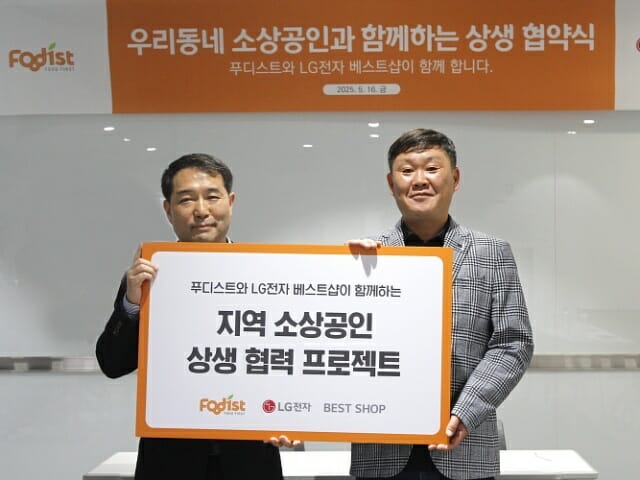 Foodist
FOOD FIRST
우리동네 소상공인과 함께하는 상생 협약식
푸디스트와 LG전자 베스트샵이 함께 합니다.
2025. 5. 16. 금
푸디스트와 LG전자 베스트샵이 함께하는
지역 소상공인
상생 협력 프로젝트
Foodist
FOOD FIRST
LG전자 BEST SHOP